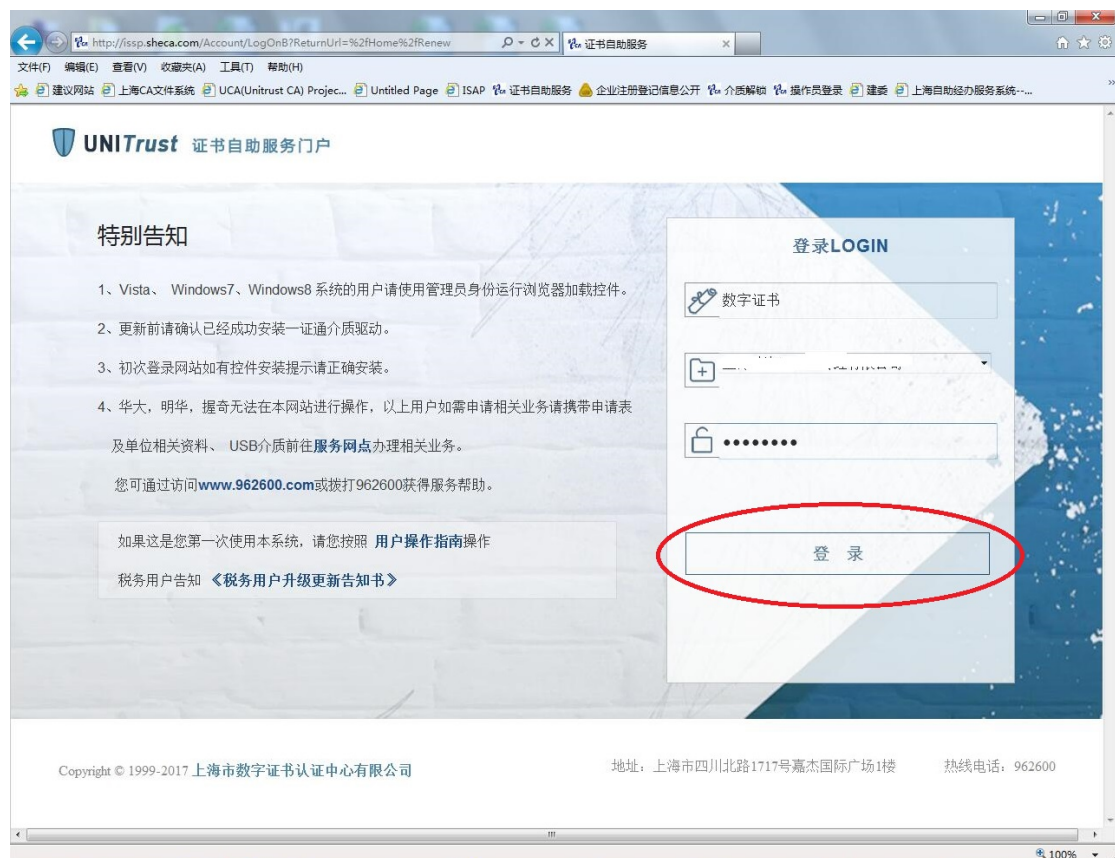 http://issp.sheca.com/Account/LogOnB?ReturnUrl=%2fHome%2fRenew
证书自助服务
文件(F) 编辑(E) 查看(V) 收藏夹(A) 工具(T) 帮助(H)
建议网站 上海CA文件系统 UCA(Unitrust CA) Projec... Untitled Page ISAP 证书自助服务 企业注册登记信息公开 介质解锁 操作员登录 建委 上海自助经办服务系统--...
UNITrust 证书自助服务门户
特别告知
1、Vista、 Windows7、Windows8 系统的用户请使用管理员身份运行浏览器加载控件。
2、更新前请确认已经成功安装一证通介质驱动。
3、初次登录网站如有控件安装提示请正确安装。
4、华大，明华，握奇无法在本网站进行操作，以上用户如需申请相关业务请携带申请表
及单位相关资料、 USB介质前往服务网点办理相关业务。
您可通过访问www.962600.com或拨打962600获得服务帮助。
如果这是您第一次使用本系统，请您按照 用户操作指南操作
税务用户告知 《税务用户升级更新告知书》
登录LOGIN
数字证书
••••••••
登 录
Copyright © 1999-2017 上海市数字证书认证中心有限公司
地址：上海市四川北路1717号嘉杰国际广场1楼 热线电话：962600
100%